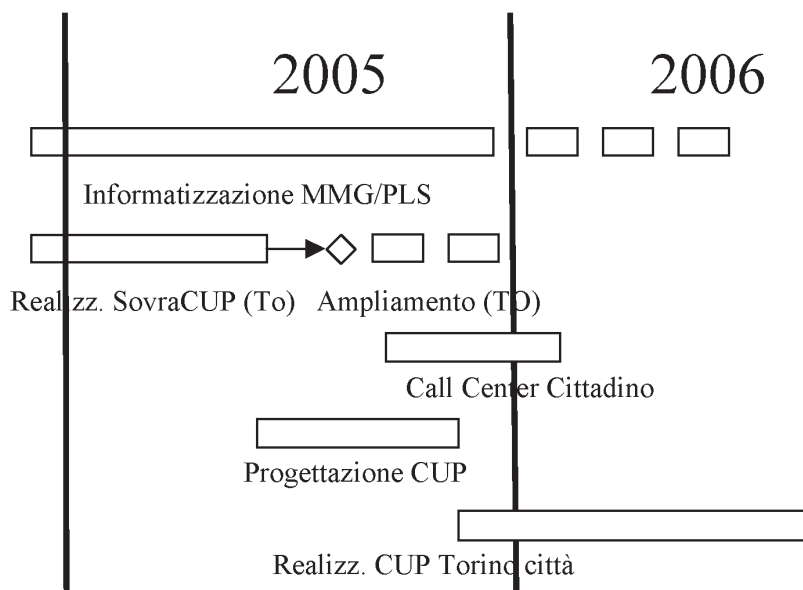 2005 2006
Informatizzazione MMG/PLS
Realizz. SovraCUP (To) Ampliamento (TO)
Call Center Cittadino
Progettazione CUP
Realizz. CUP Torino città